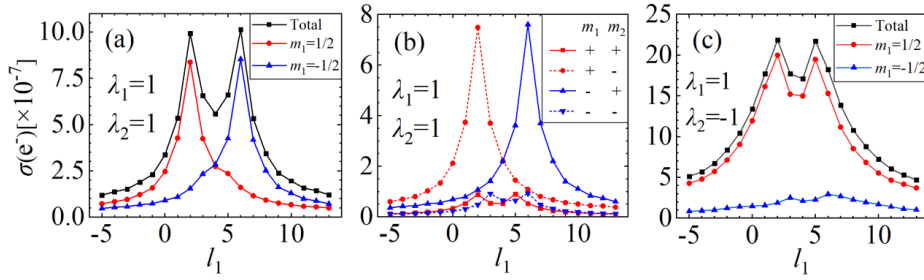 σ(e⁻)[×10⁻⁷]
10.0
7.5
5.0
2.5
0.0
(a)
Total
m₁=1/2
m₁=-1/2
λ₁=1
λ₂=1
-5 0 5 10
l₁
8
6
4
2
0
(b)
m₁ m₂
+ +
+ -
- +
- -
λ₁=1
λ₂=1
-5 0 5 10
l₁
25
20
15
10
5
0
(c)
Total
m₁=1/2
m₁=-1/2
λ₁=1
λ₂=-1
-5 0 5 10
l₁